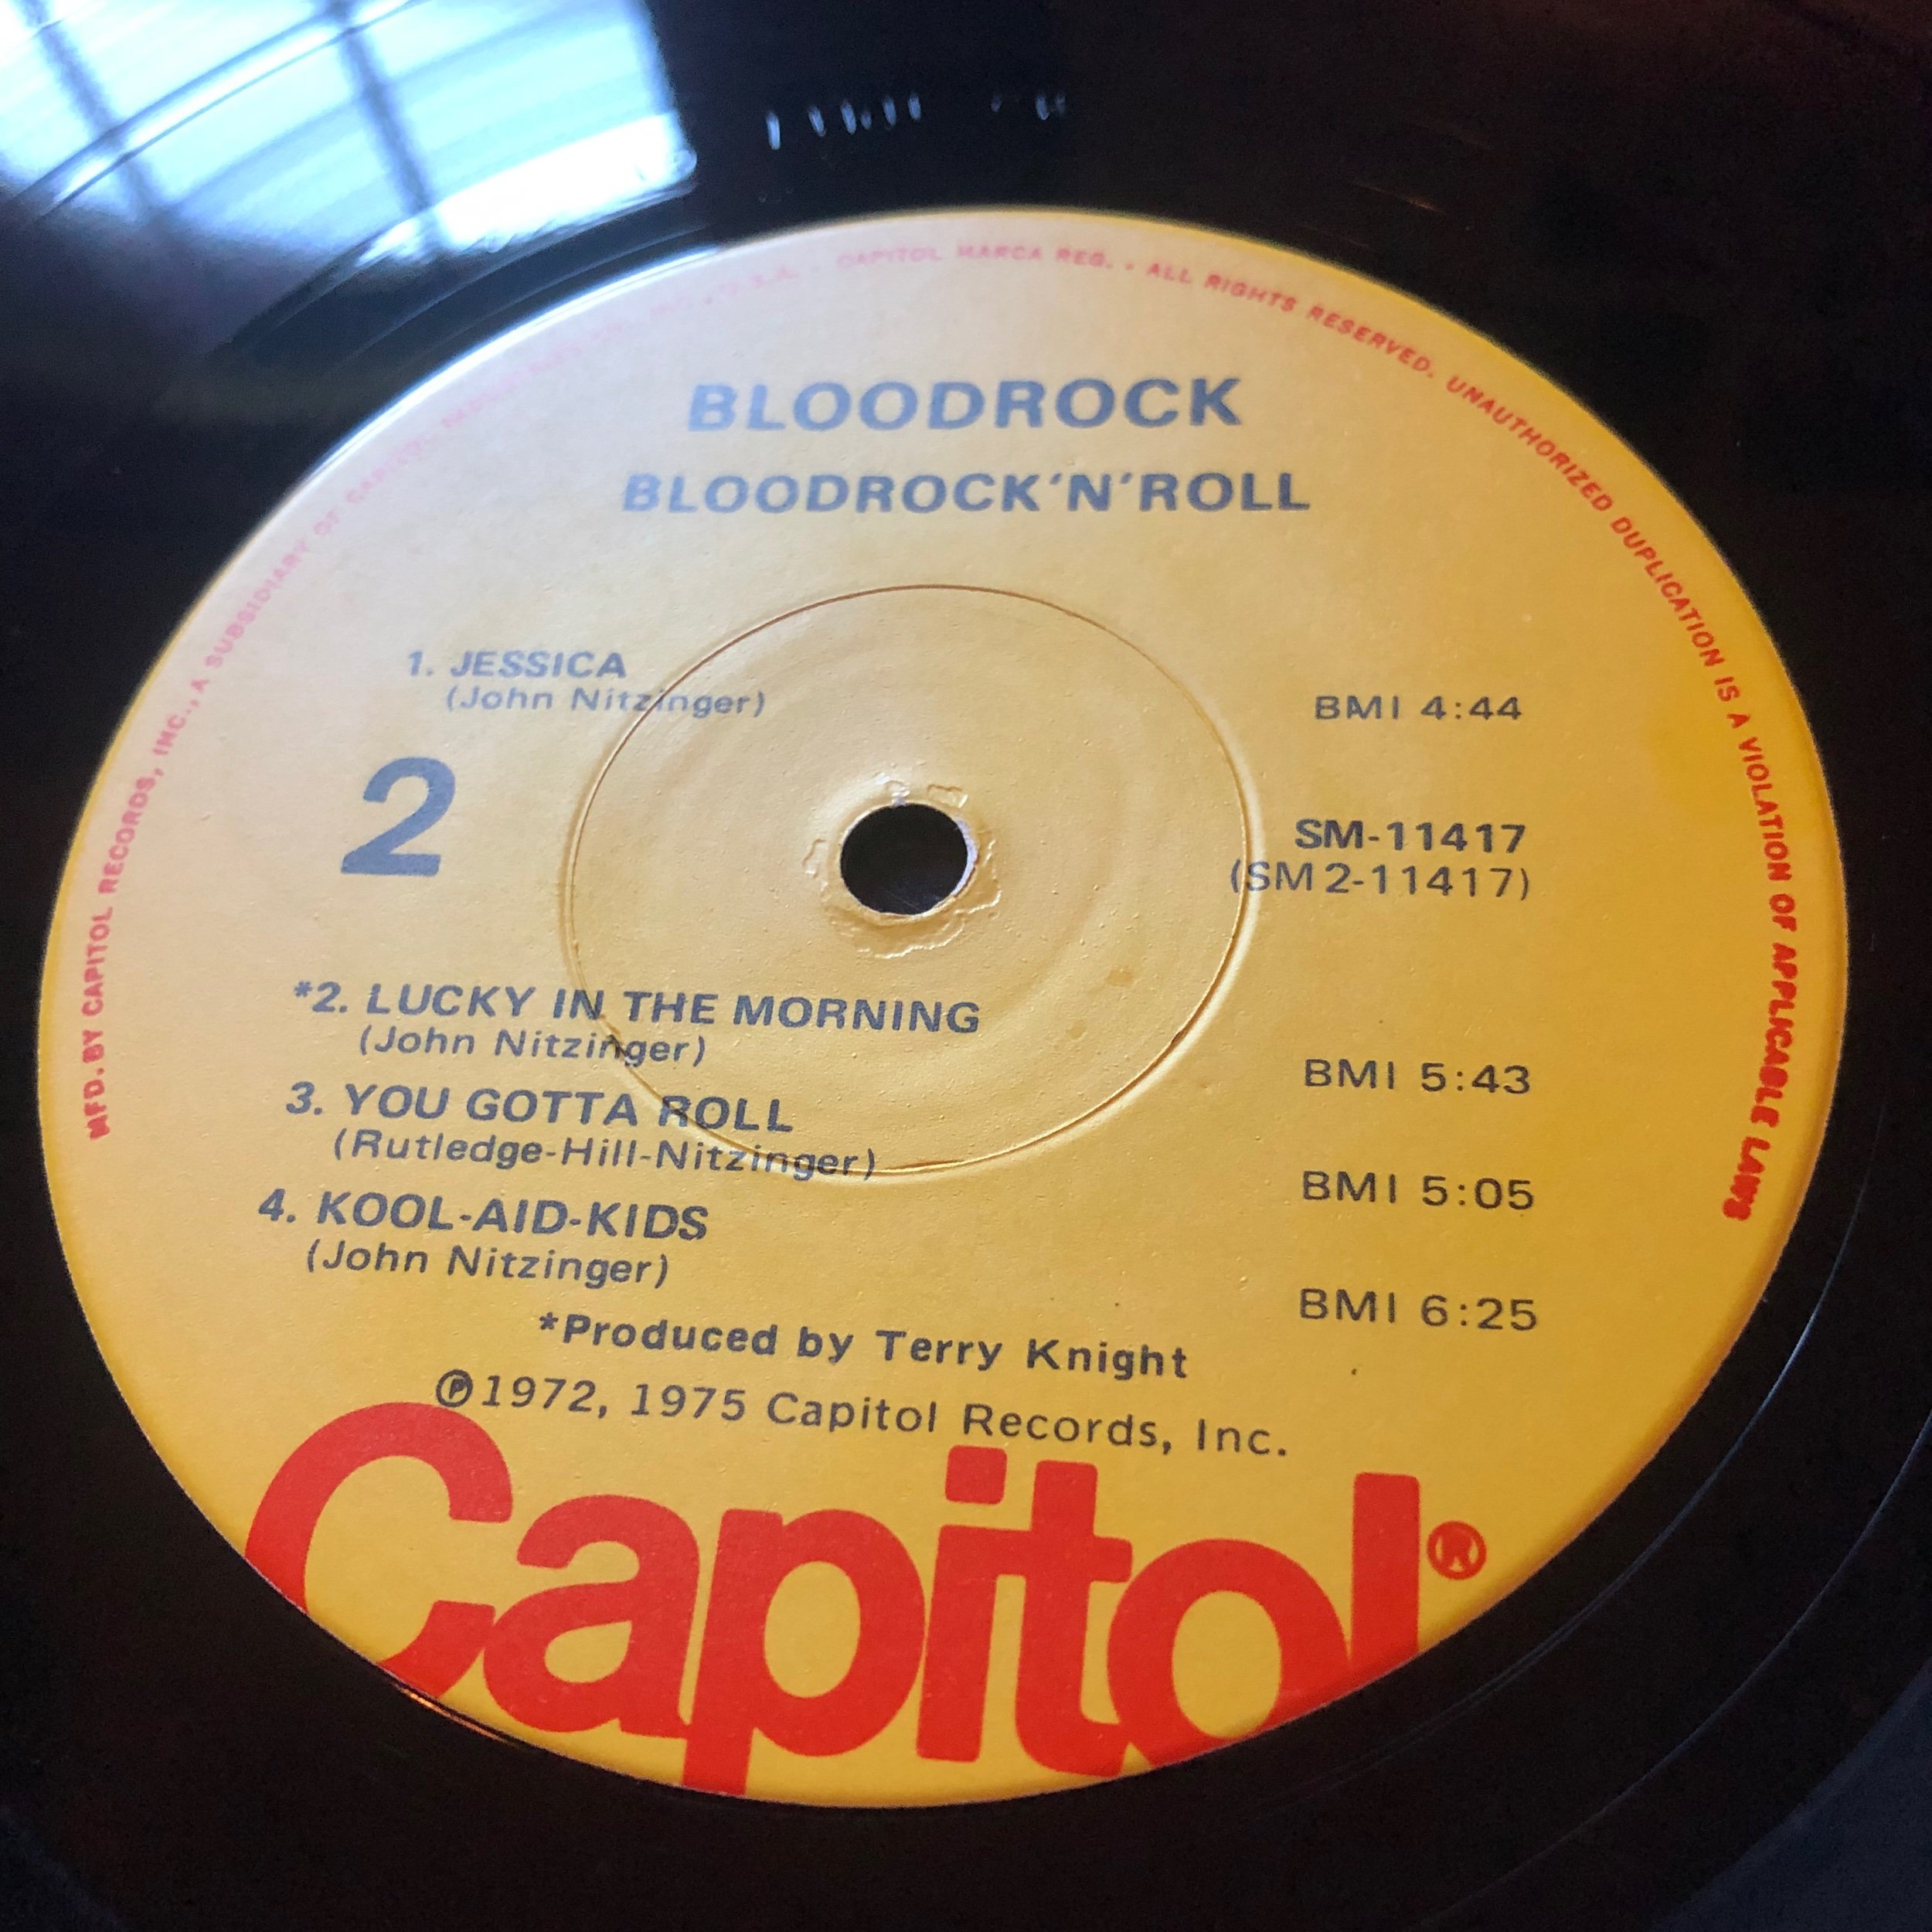 MFD. BY CAPITOL RECORDS, INC., A SUBSIDIARY OF CAPITOL INC., U.S.A. · CAPITOL MARCA REG. · ALL RIGHTS RESERVED. UNAUTHORIZED DUPLICATION IS A VIOLATION OF APPLICABLE LAWS
BLOODROCK
BLOODROCK'N'ROLL
1. JESSICA
(John Nitzinger) BMI 4:44
2
SM-11417
(SM2-11417)
*2. LUCKY IN THE MORNING
(John Nitzinger) BMI 5:43
3. YOU GOTTA ROLL
(Rutledge-Hill-Nitzinger) BMI 5:05
4. KOOL-AID-KIDS
(John Nitzinger) BMI 6:25
*Produced by Terry Knight
℗1972, 1975 Capitol Records, Inc.
Capitol®